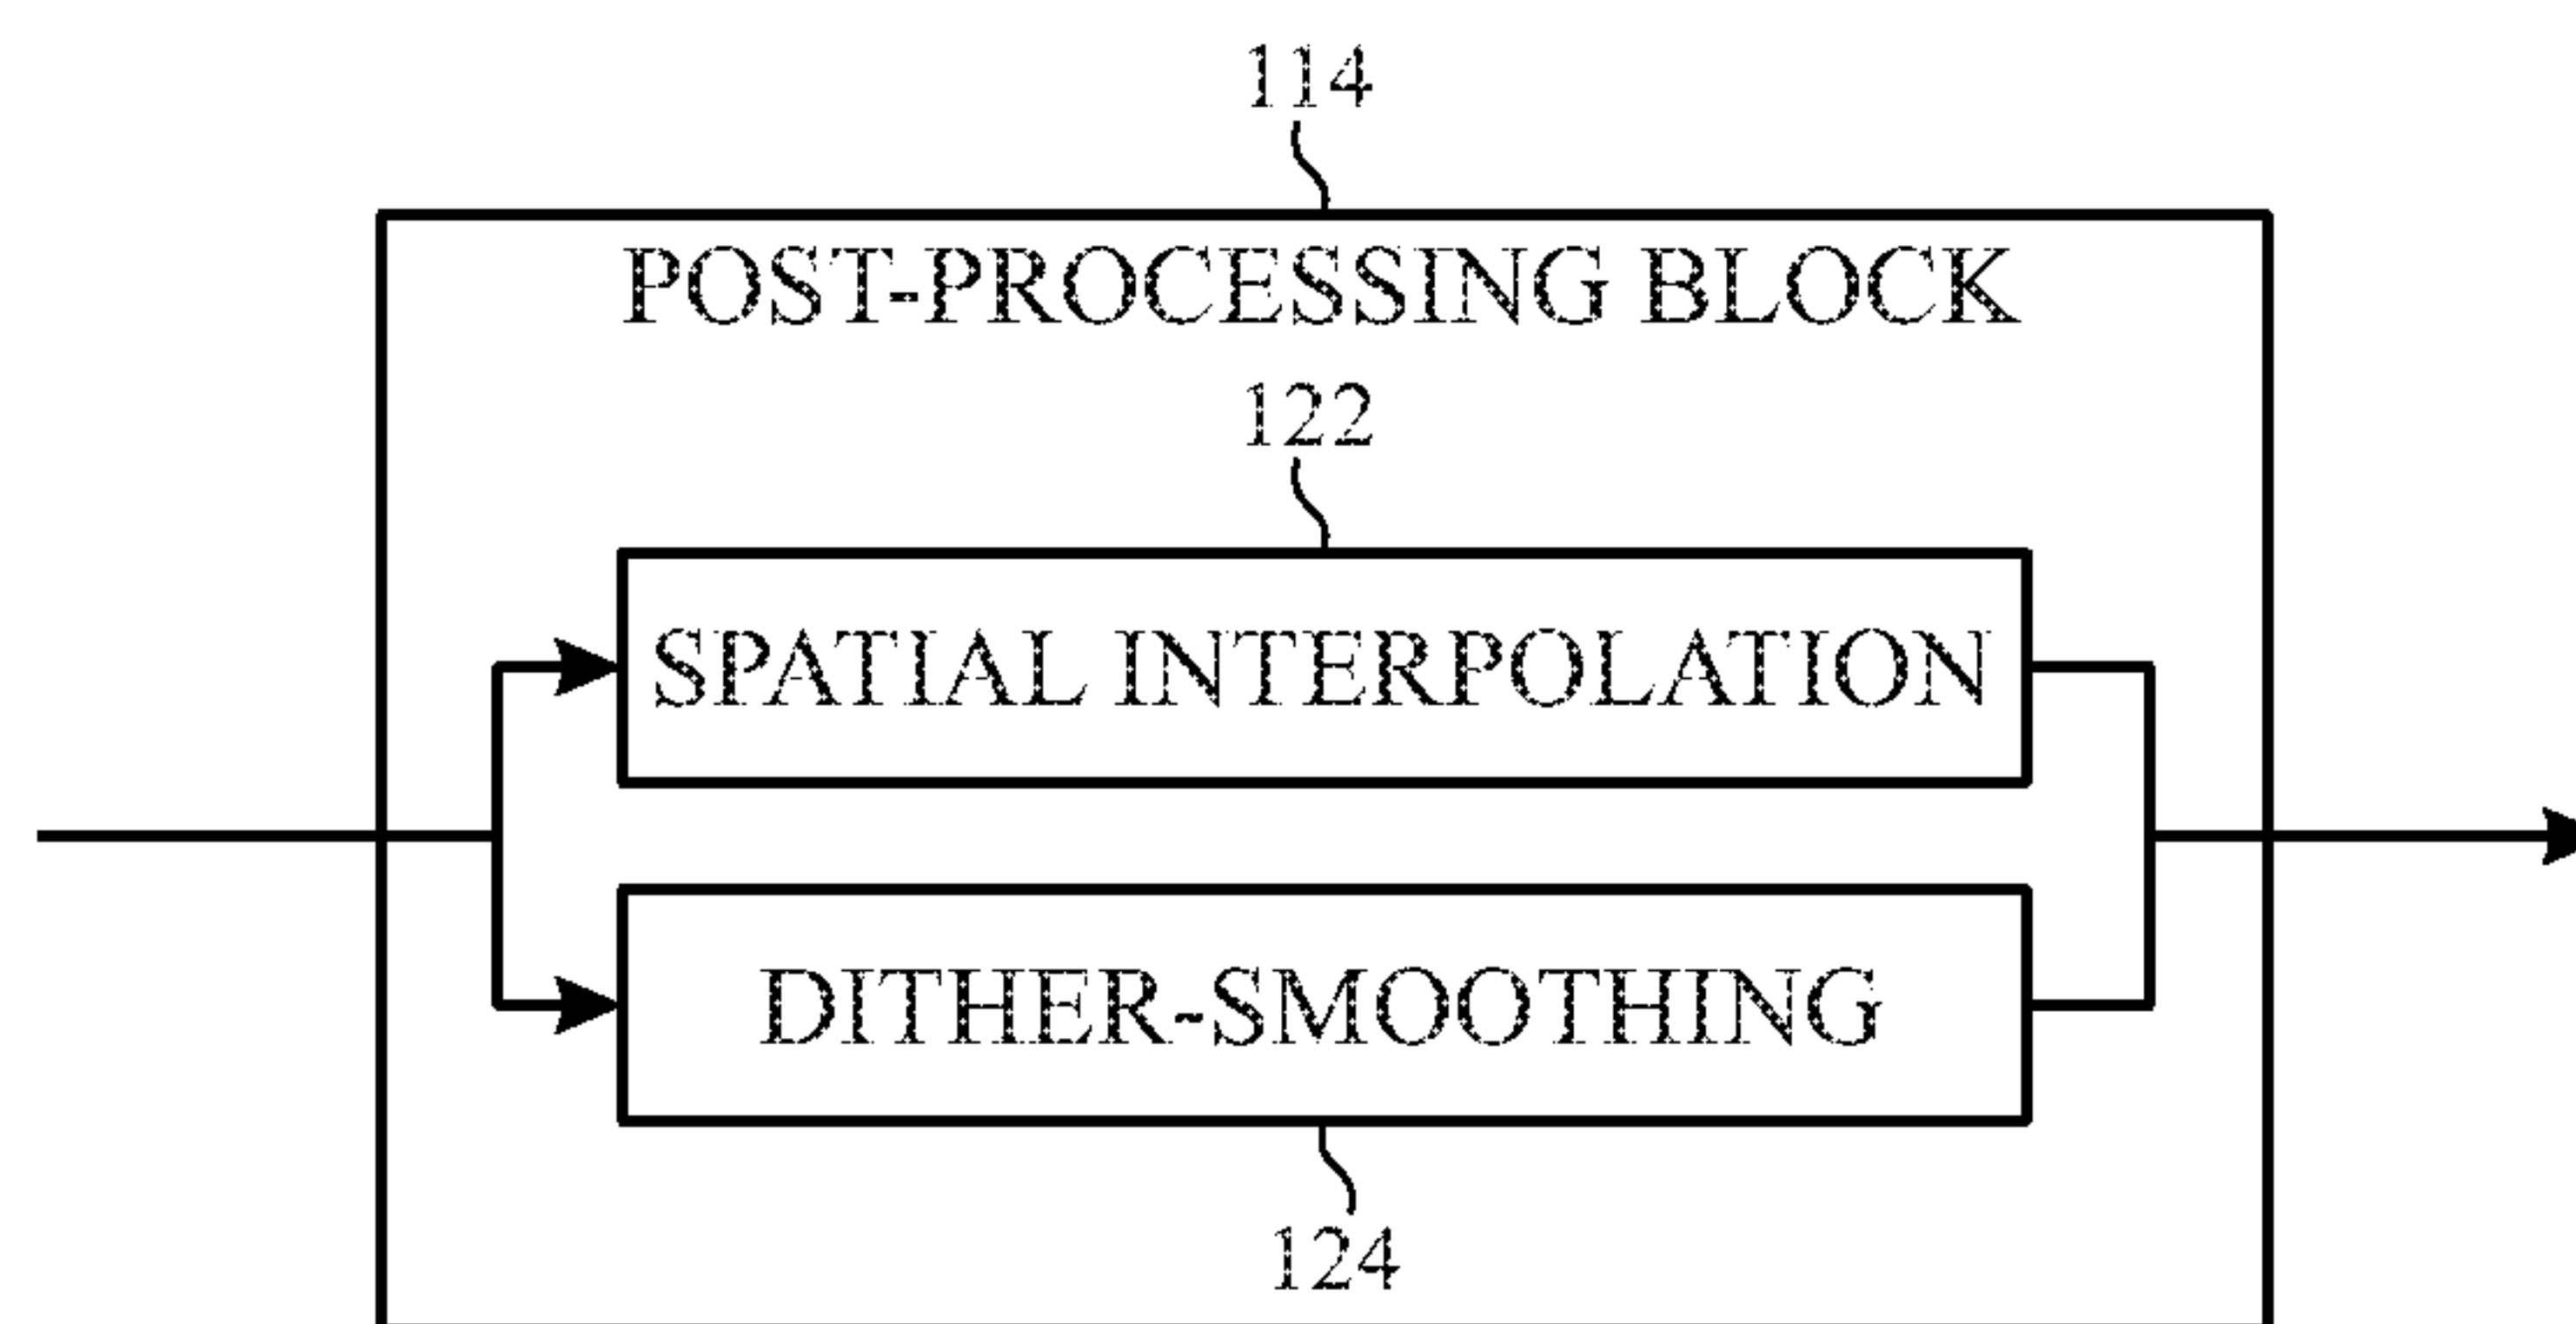 114
POST-PROCESSING BLOCK
122
SPATIAL INTERPOLATION
DITHER-SMOOTHING
124